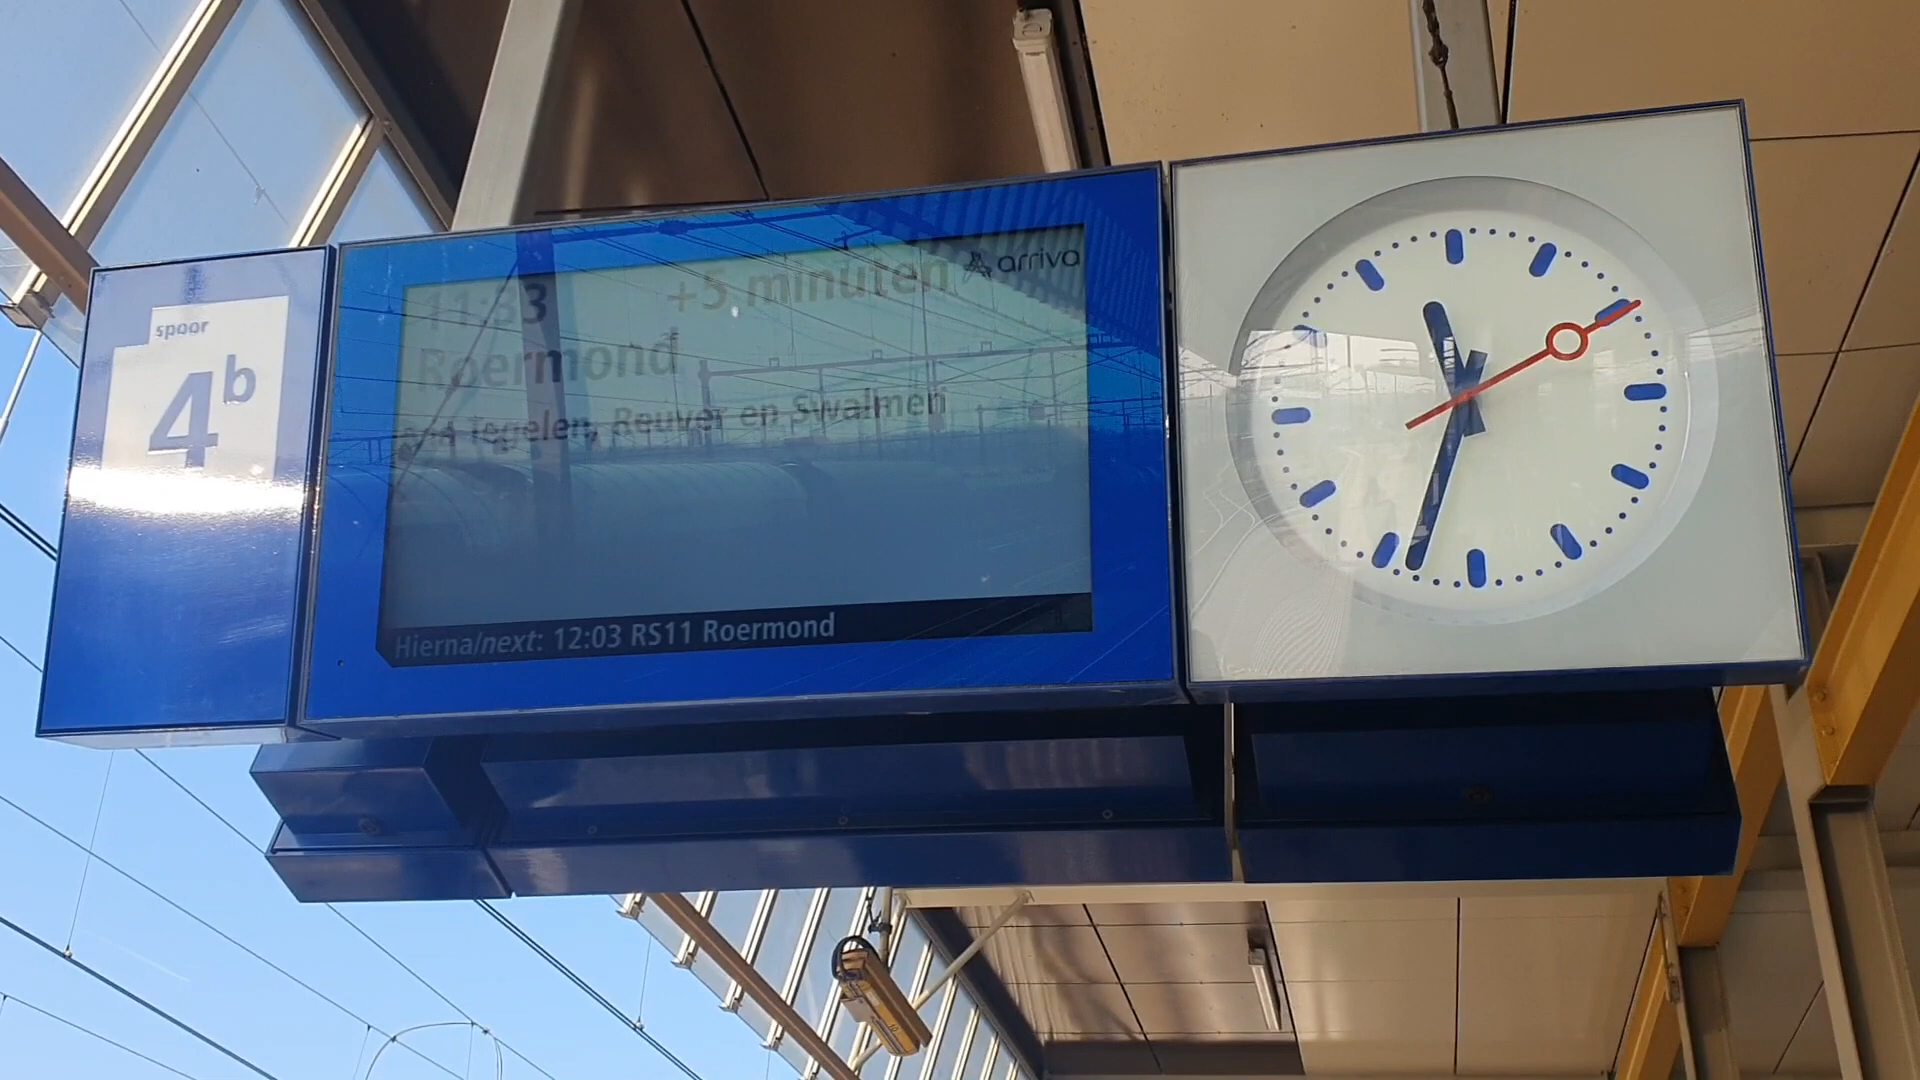 spoor
4b
11:33 +5 minuten arriva
Roermond
Tegelen, Reuver en Swalmen
Hierna/next: 12:03 RS11 Roermond